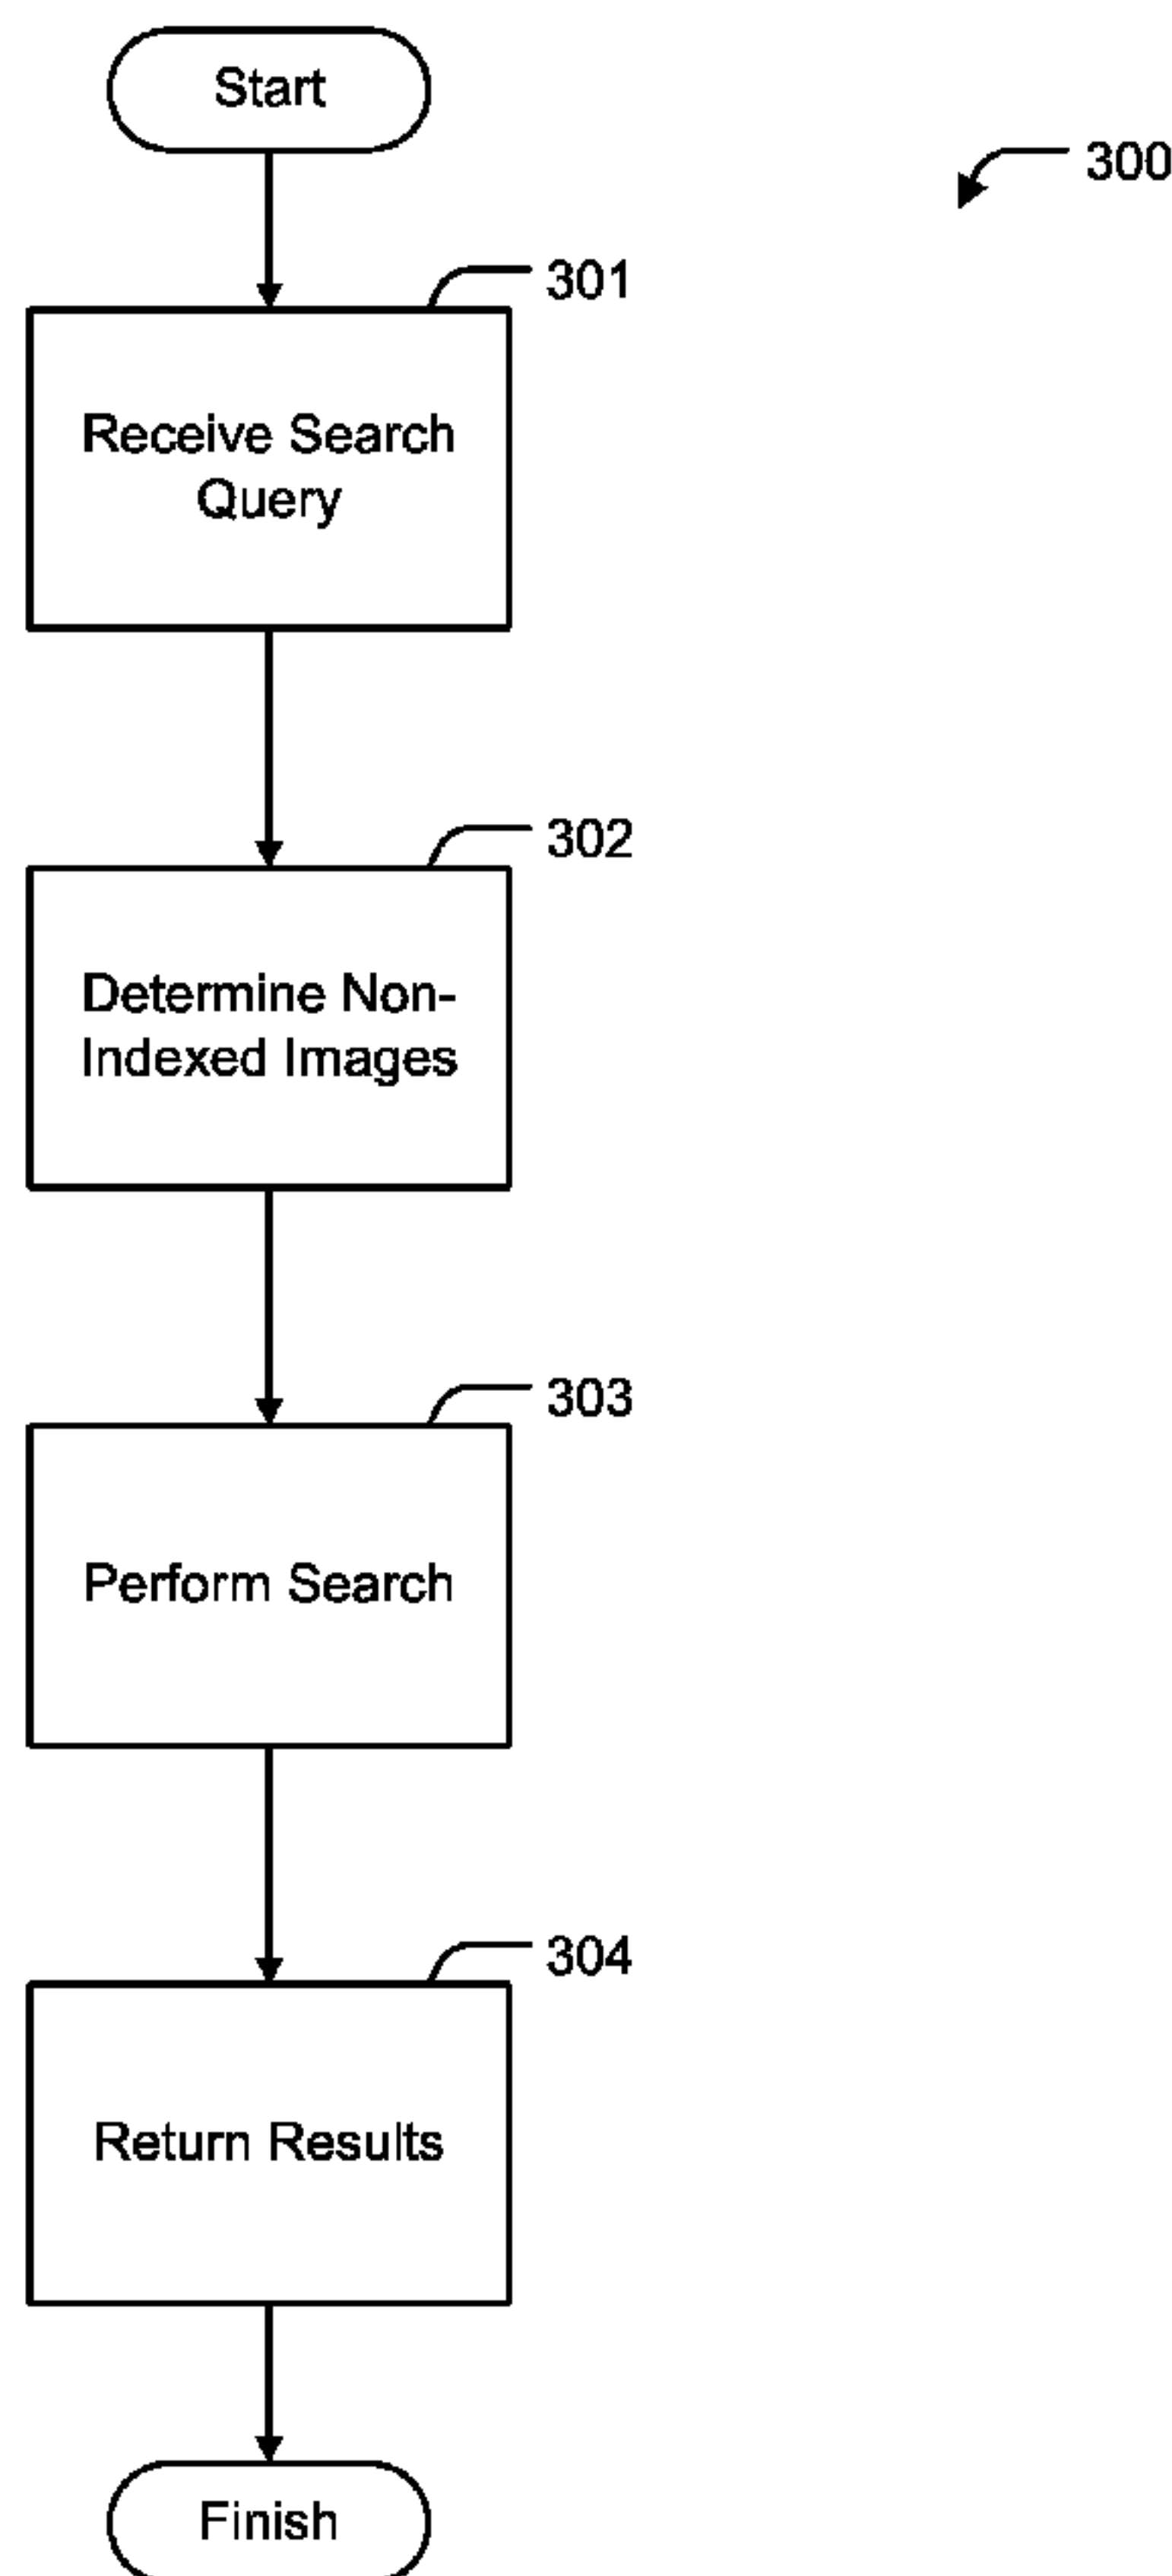 Start
300
301
Receive Search
Query
302
Determine Non-
Indexed Images
303
Perform Search
304
Return Results
Finish